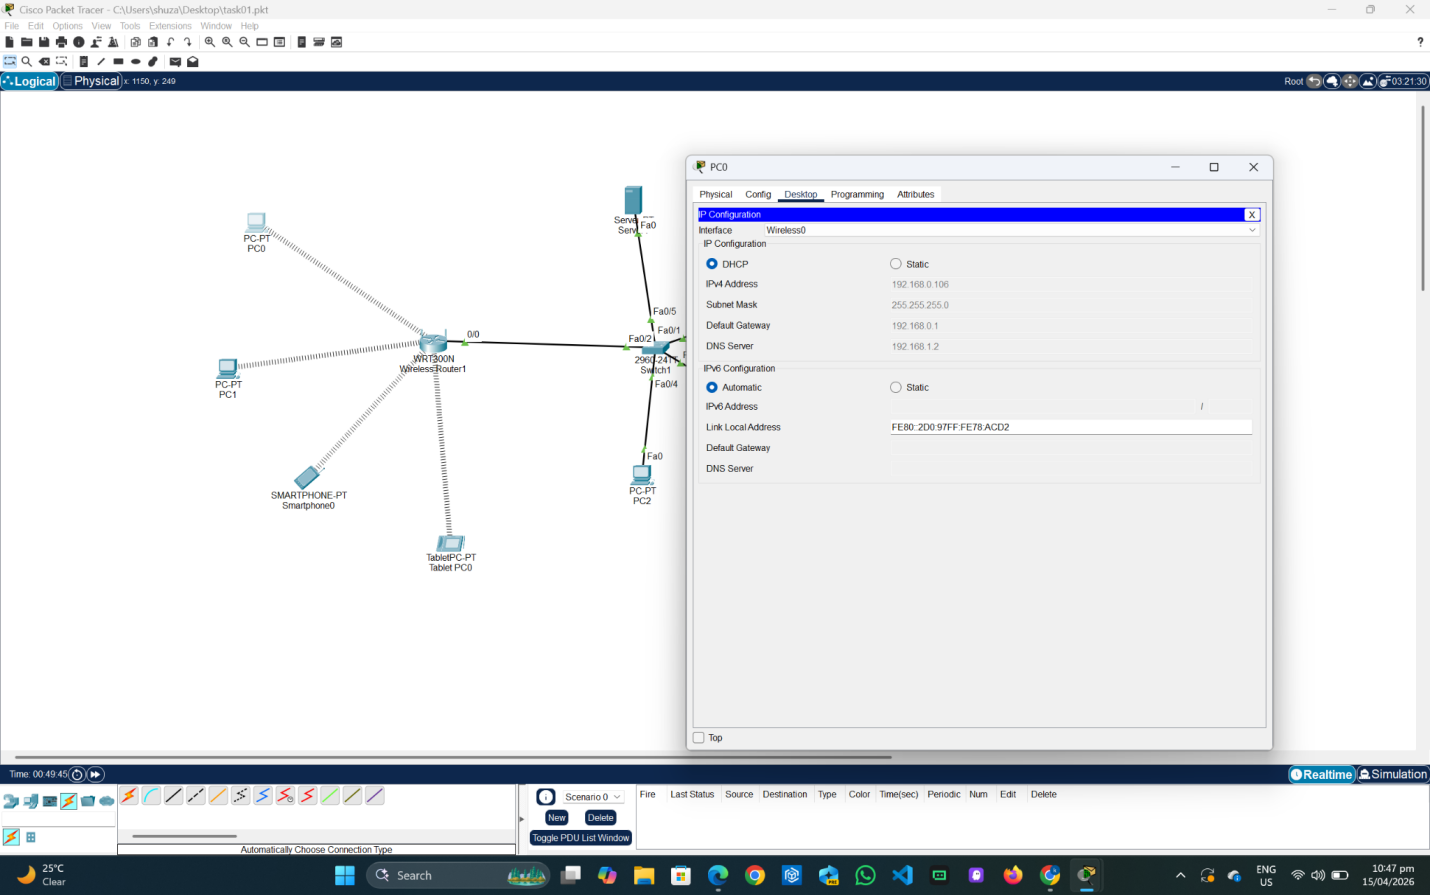 Cisco Packet Tracer - C:\Users\shuza\Desktop\task01.pkt
File Edit Options View Tools Extensions Window Help
?
Logical Physical x: 1150, y: 249
Root 03:21:30
PC-PT
PC0
PC-PT
PC1
SMARTPHONE-PT
Smartphone0
TabletPC-PT
Tablet PC0
0/0
WRT300N
Wireless Router1
Fa0
Fa0/5
Fa0/1
Fa0/2
Switch1
Fa0/4
Fa0
PC-PT
PC2
PC0
Physical Config Desktop Programming Attributes
IP Configuration X
Interface Wireless0
IP Configuration
DHCP Static
IPv4 Address 192.168.0.106
Subnet Mask 255.255.255.0
Default Gateway 192.168.0.1
DNS Server 192.168.1.2
IPv6 Configuration
Automatic Static
IPv6 Address /
Link Local Address FE80::2D0:97FF:FE78:ACD2
Default Gateway
DNS Server
Top
Time: 00:49:45
Realtime Simulation
Scenario 0
New Delete
Toggle PDU List Window
Fire Last Status Source Destination Type Color Time(sec) Periodic Num Edit Delete
Automatically Choose Connection Type
25°C
Clear
Search
ENG
US
10:47 pm
15/04/2026